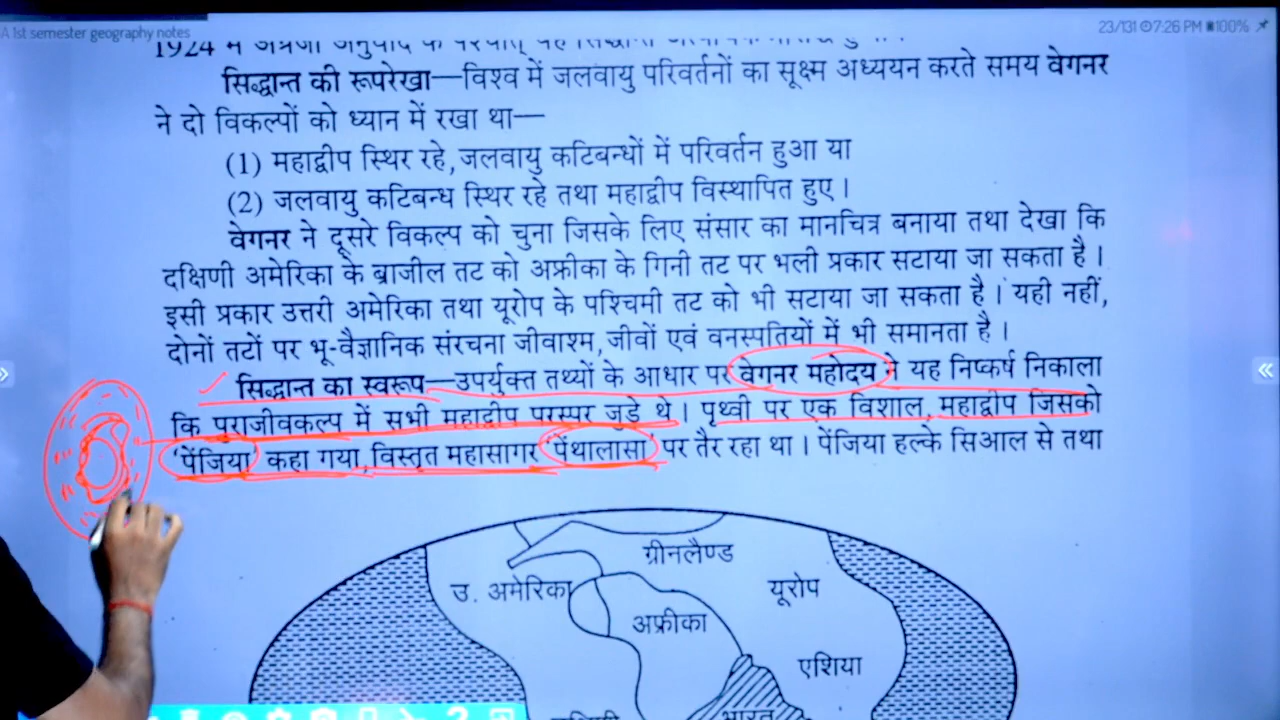 A 1st semester geography notes
23/131 7:26 PM 100%
1924 में अंग्रेजी अनुवाद के पश्चात् यह सिद्धान्त
सिद्धान्त की रूपरेखा—विश्व में जलवायु परिवर्तनों का सूक्ष्म अध्ययन करते समय वेगनर
ने दो विकल्पों को ध्यान में रखा था—
(1) महाद्वीप स्थिर रहे, जलवायु कटिबन्धों में परिवर्तन हुआ या
(2) जलवायु कटिबन्ध स्थिर रहे तथा महाद्वीप विस्थापित हुए।
वेगनर ने दूसरे विकल्प को चुना जिसके लिए संसार का मानचित्र बनाया तथा देखा कि
दक्षिणी अमेरिका के ब्राजील तट को अफ्रीका के गिनी तट पर भली प्रकार सटाया जा सकता है।
इसी प्रकार उत्तरी अमेरिका तथा यूरोप के पश्चिमी तट को भी सटाया जा सकता है। यही नहीं,
दोनों तटों पर भू-वैज्ञानिक संरचना जीवाश्म, जीवों एवं वनस्पतियों में भी समानता है।
सिद्धान्त का स्वरूप—उपर्युक्त तथ्यों के आधार पर वेगनर महोदय ने यह निष्कर्ष निकाला
कि पुराजीवकल्प में सभी महाद्वीप परस्पर जुड़े थे। पृथ्वी पर एक विशाल महाद्वीप जिसको
'पेंजिया' कहा गया, विस्तृत महासागर 'पेंथालासा' पर तैर रहा था। पेंजिया हल्के सिआल से तथा
ग्रीनलैण्ड
उ. अमेरिका
यूरोप
अफ्रीका
एशिया
भारत